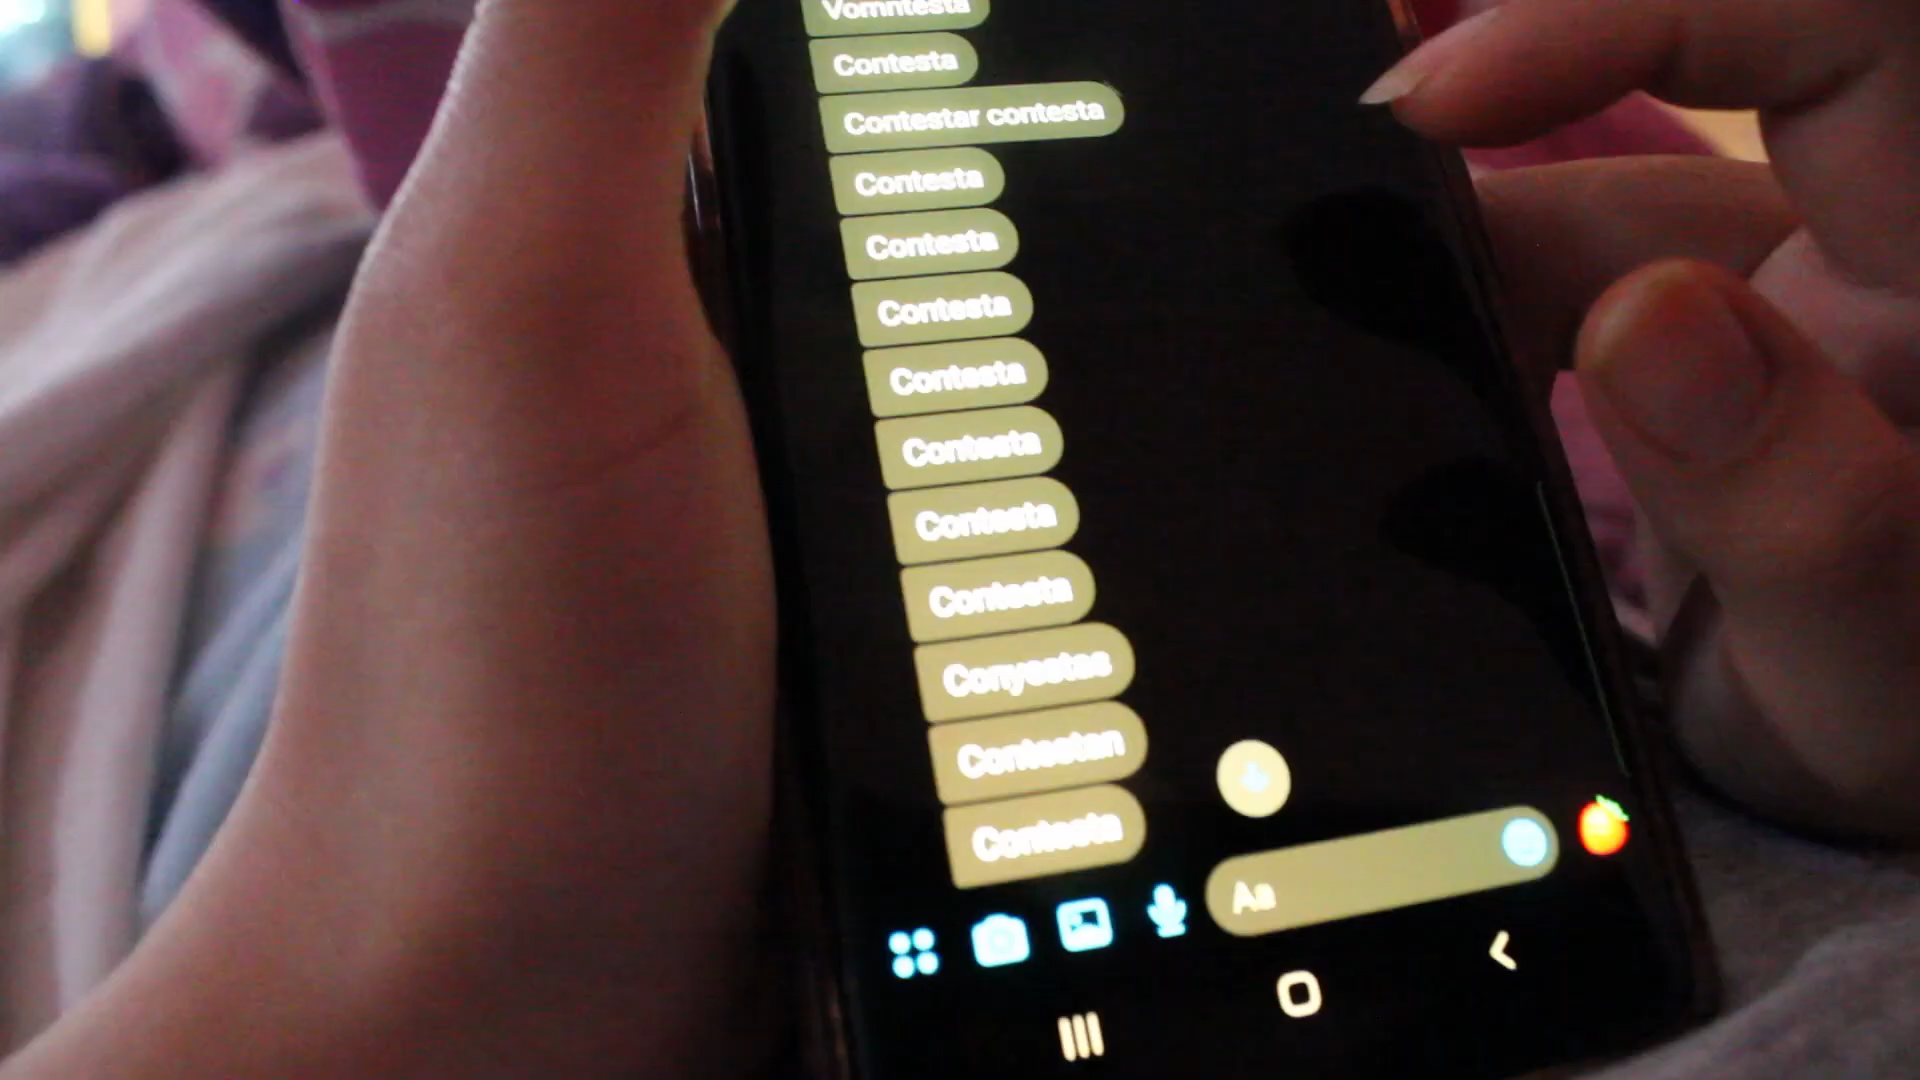 Vomntesta
Contesta
Contestar contesta
Contesta
Contesta
Contesta
Contesta
Contesta
Contesta
Contesta
Conyestas
Contestan
Contesta
Aa